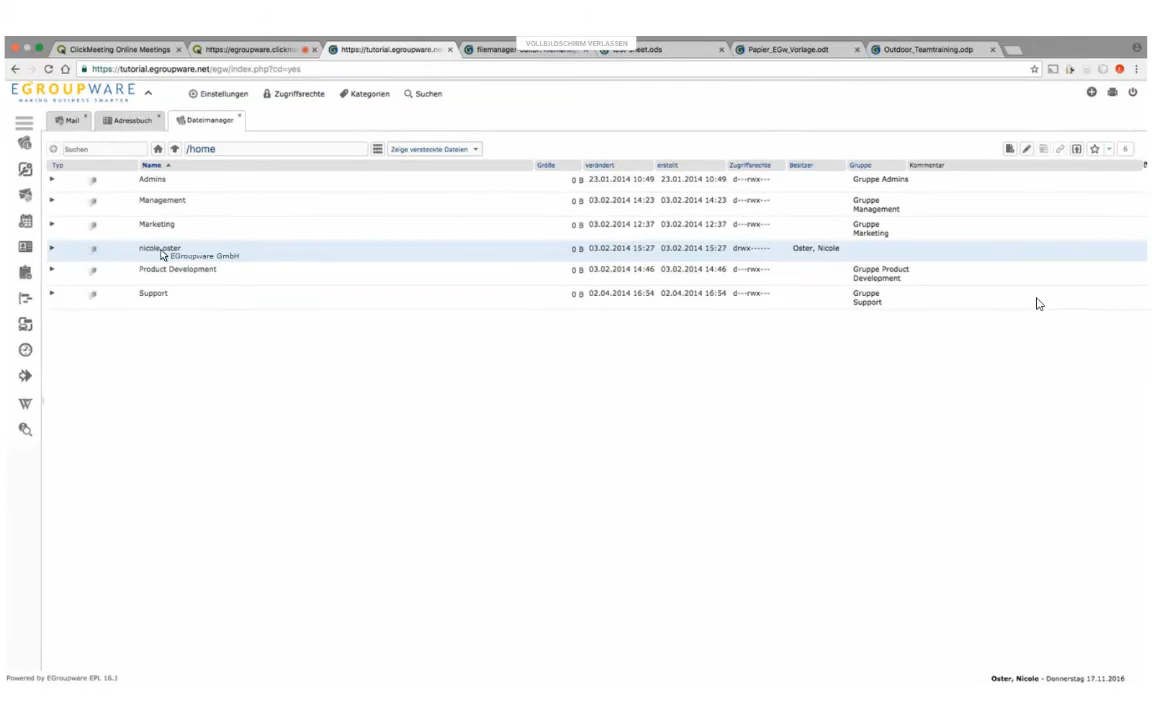 VOLLBILDSCHIRM VERLASSEN
ClickMeeting Online Meetings × https://egroupware.clickme × https://tutorial.egroupware.ne × Papier_EGw_Vorlage.odt × Outdoor_Teamtraining.odp ×
https://tutorial.egroupware.net/egw/index.php?cd=yes
EGROUPWARE
MAKING BUSINESS SMARTER
Einstellungen Zugriffsrechte Kategorien Suchen
Mail × Adressbuch × Dateimanager ×
Suchen /home Zeige versteckte Dateien 6
Typ Name Größe verändert erstellt Zugriffsrechte Besitzer Gruppe Kommentar
Admins 0 B 23.01.2014 10:49 23.01.2014 10:49 d---rwx--- Gruppe Admins
Management 0 B 03.02.2014 14:23 03.02.2014 14:23 d---rwx--- Gruppe
Management
Marketing 0 B 03.02.2014 12:37 03.02.2014 12:37 d---rwx--- Gruppe
Marketing
nicole.oster 0 B 03.02.2014 15:27 03.02.2014 15:27 drwx------ Oster, Nicole
EGroupware GmbH
Product Development 0 B 03.02.2014 14:46 03.02.2014 14:46 d---rwx--- Gruppe Product
Development
Support 0 B 02.04.2014 16:54 02.04.2014 16:54 d---rwx--- Gruppe
Support
Powered by EGroupware EPL 16.1
Oster, Nicole - Donnerstag 17.11.2016